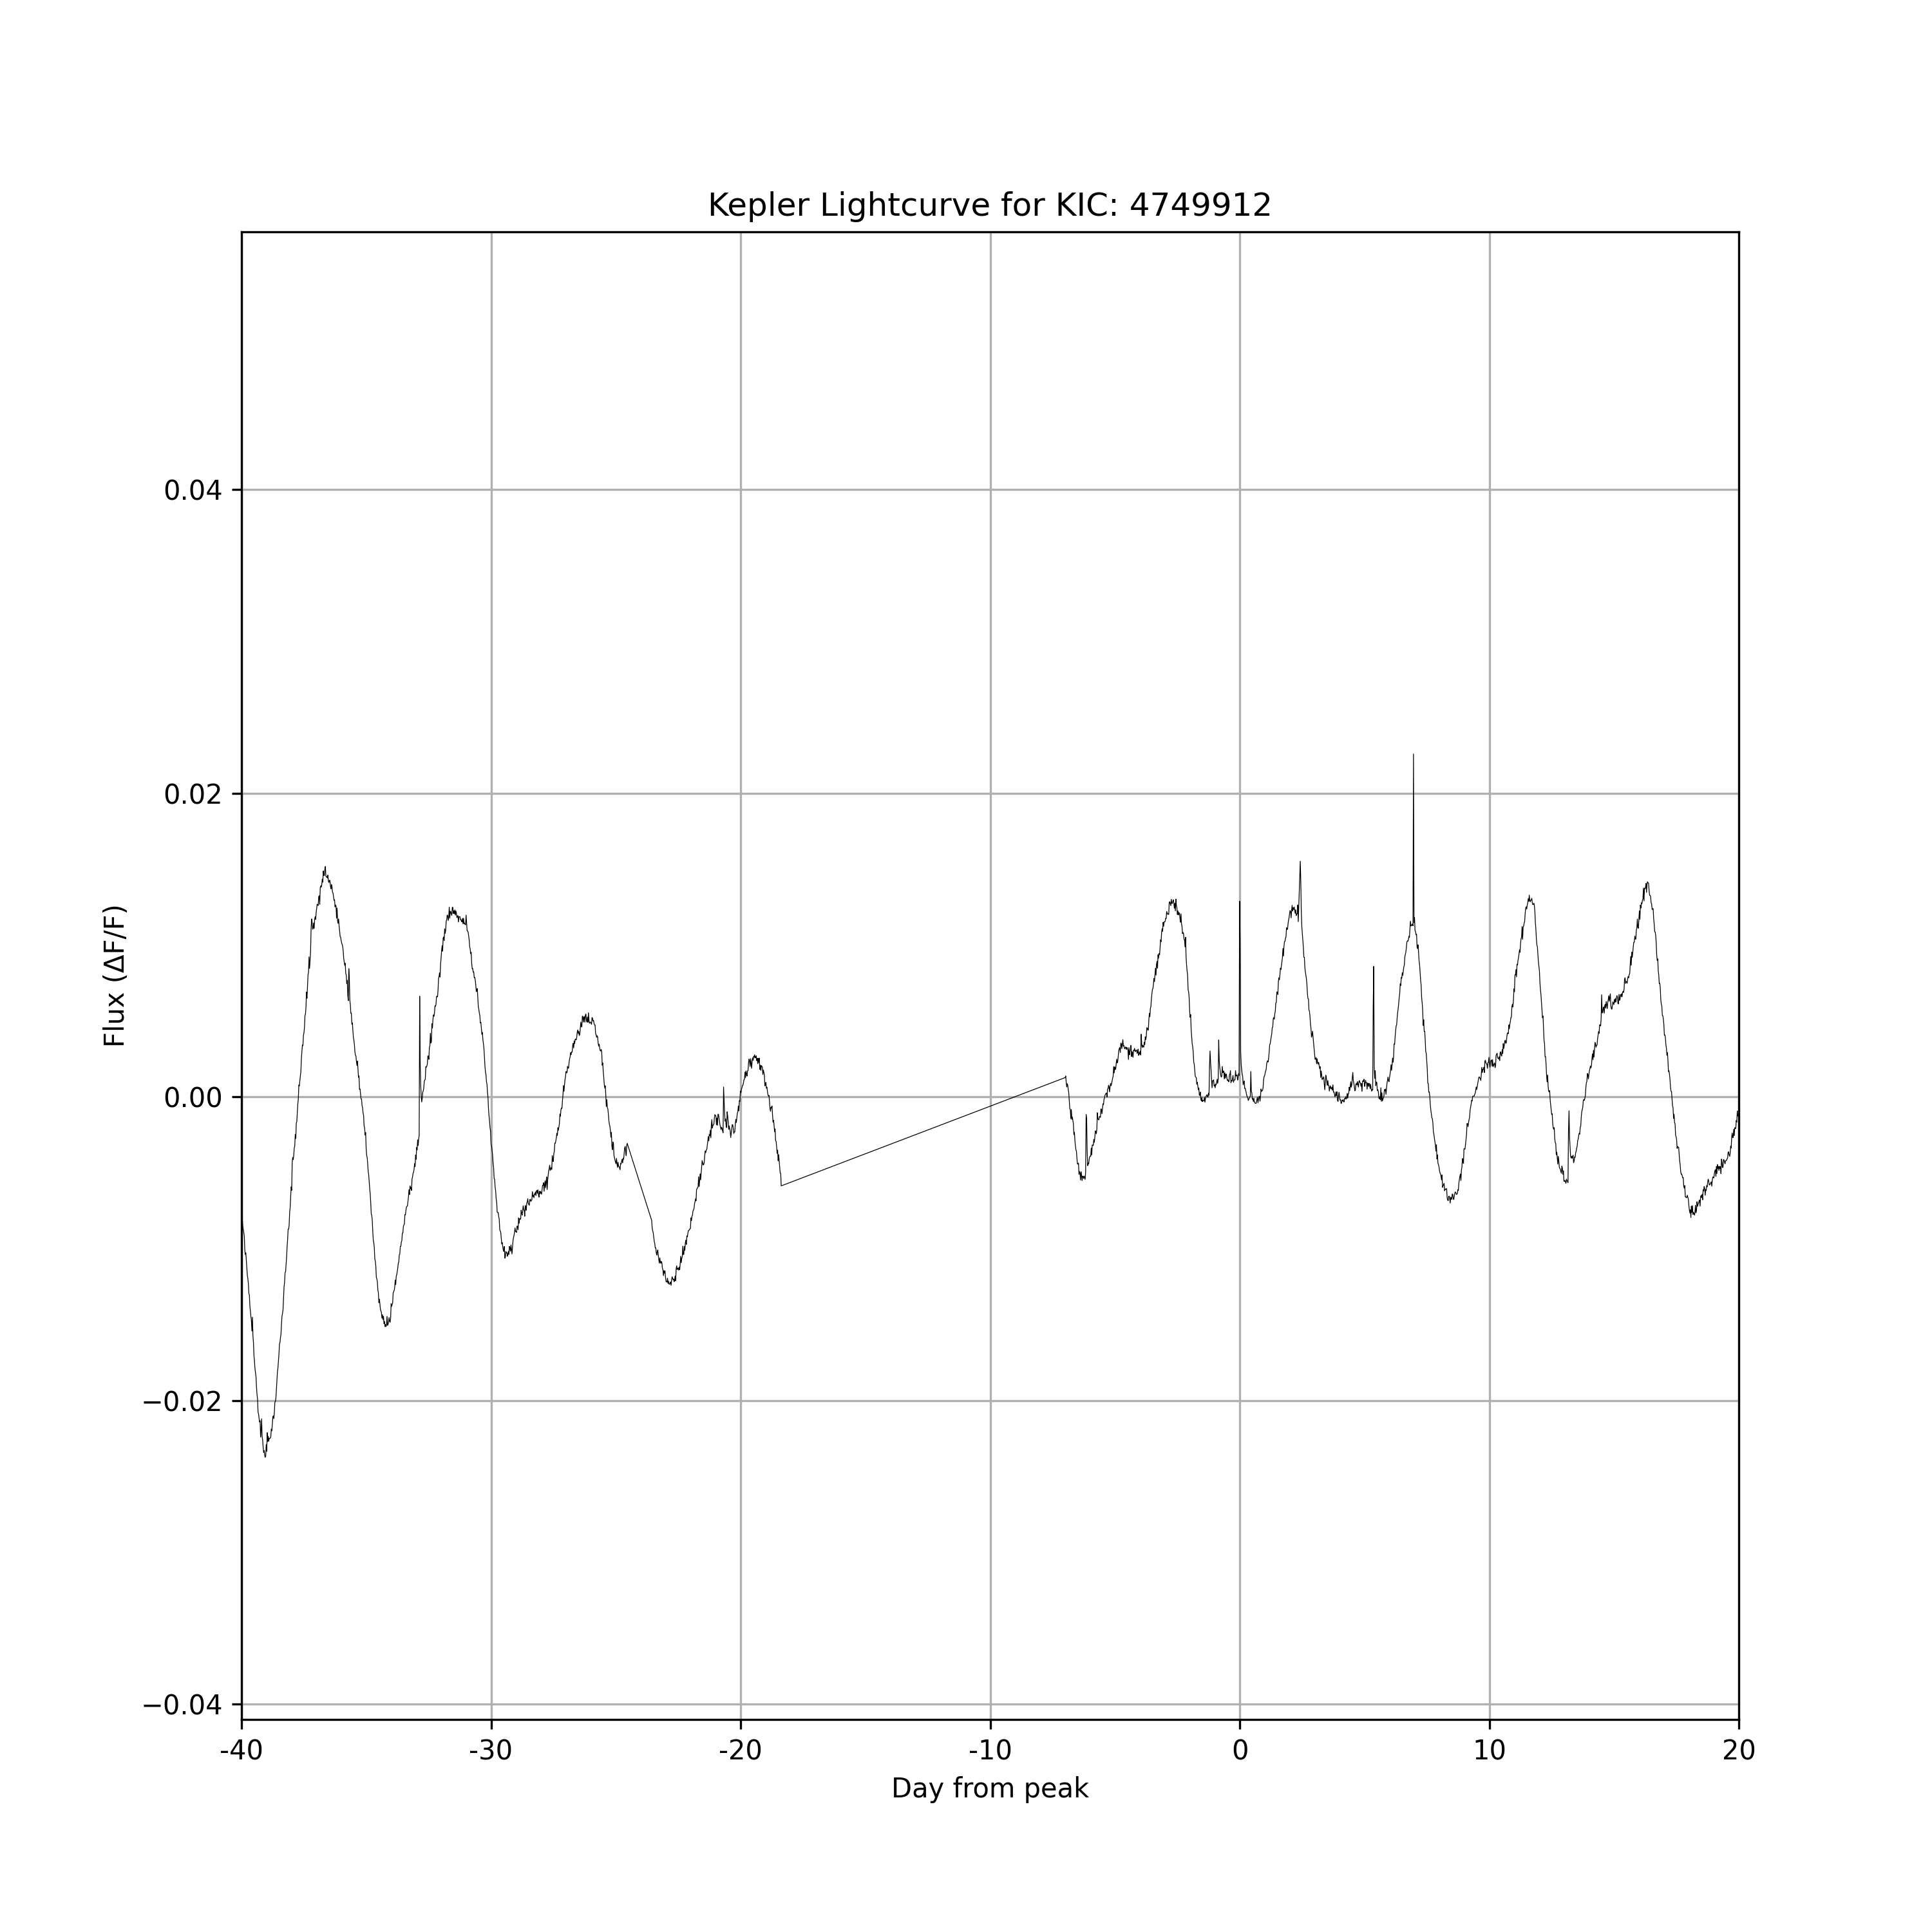 Kepler Lightcurve for KIC: 4749912
0.04
0.02
0.00
−0.02
−0.04
Flux (ΔF/F)
-40 -30 -20 -10 0 10 20
Day from peak